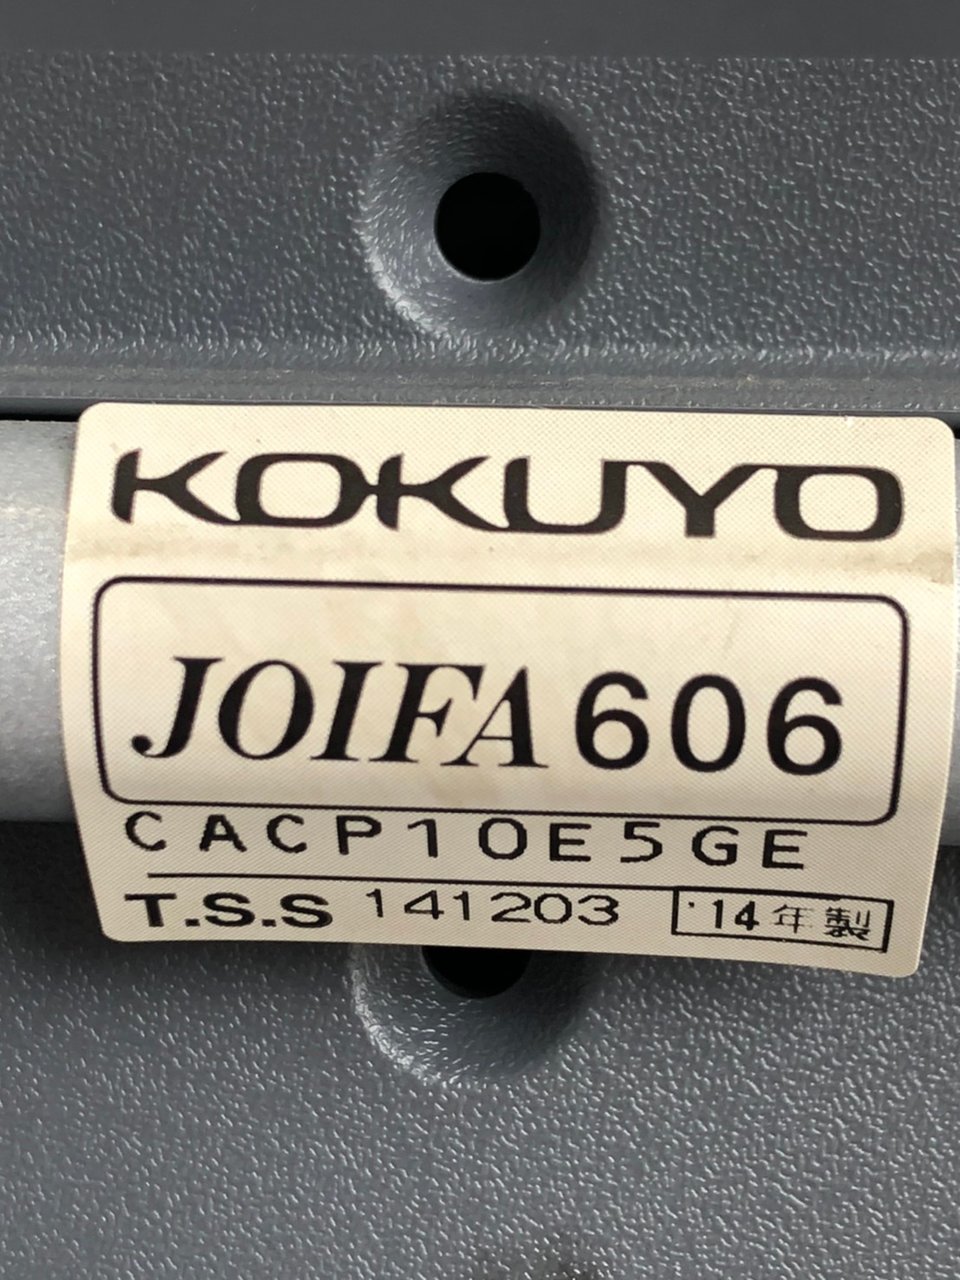 KOKUYO
JOIFA 606
CACP10E5GE
T.S.S 141203 '14年製